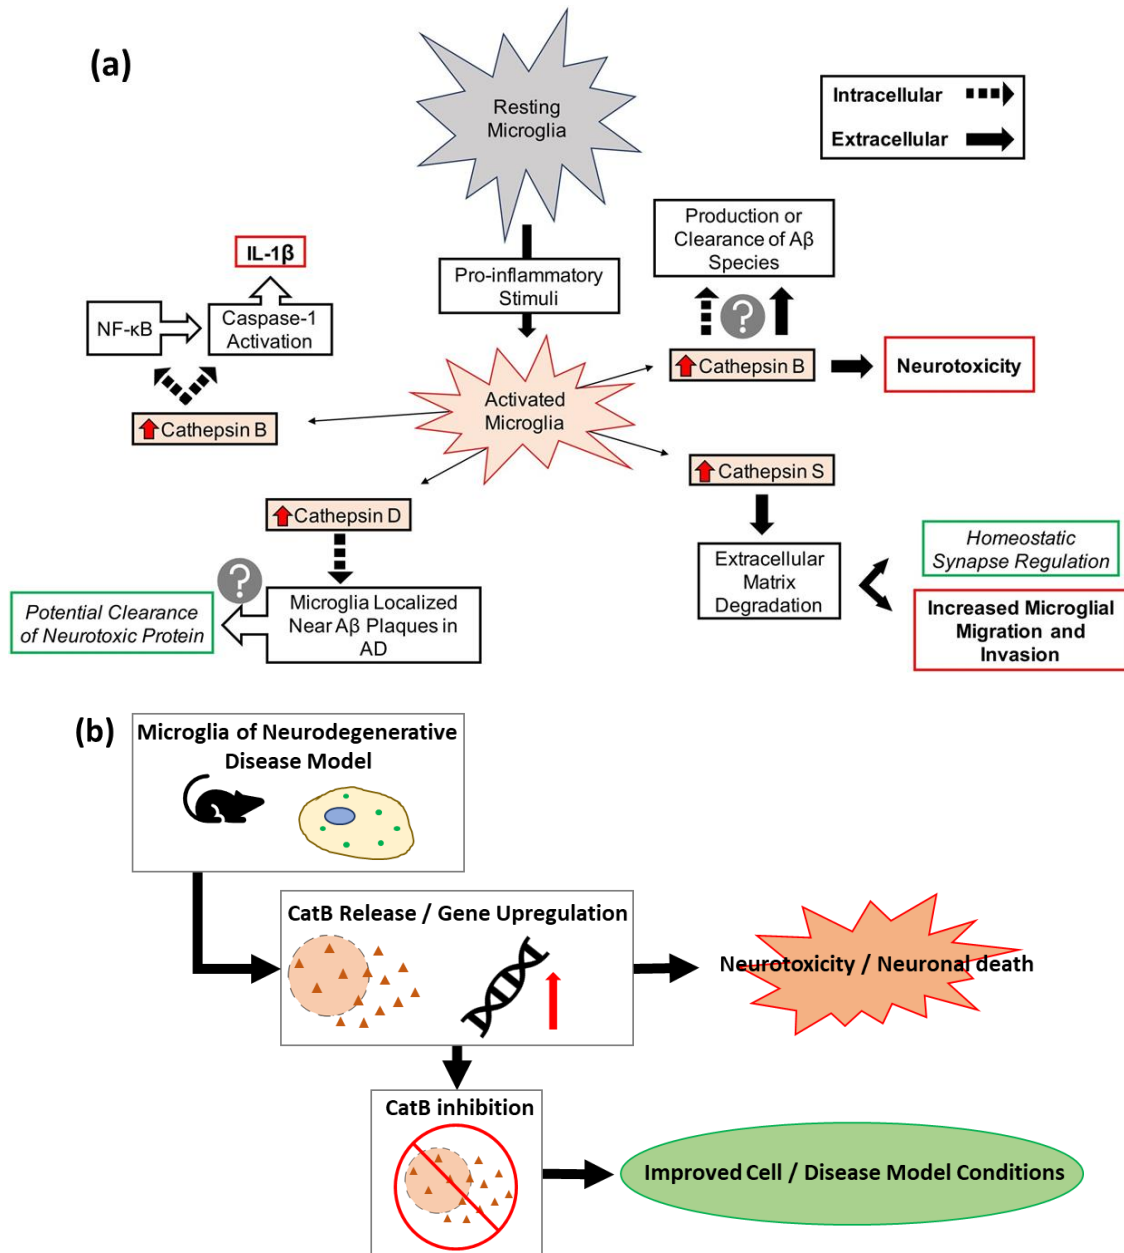 (a)
Resting
Microglia
Intracellular
Extracellular
Pro-inflammatory
Stimuli
Production or
Clearance of Aβ
Species
?
IL-1β
NF-κB
Caspase-1
Activation
Cathepsin B
Activated
Microglia
Cathepsin B
Neurotoxicity
Cathepsin S
Cathepsin D
Extracellular
Matrix
Degradation
Homeostatic
Synapse Regulation
Increased Microglial
Migration and
Invasion
?
Microglia Localized
Near Aβ Plaques in
AD
Potential Clearance
of Neurotoxic Protein
(b)
Microglia of Neurodegenerative
Disease Model
CatB Release / Gene Upregulation
Neurotoxicity / Neuronal death
CatB inhibition
Improved Cell / Disease Model Conditions